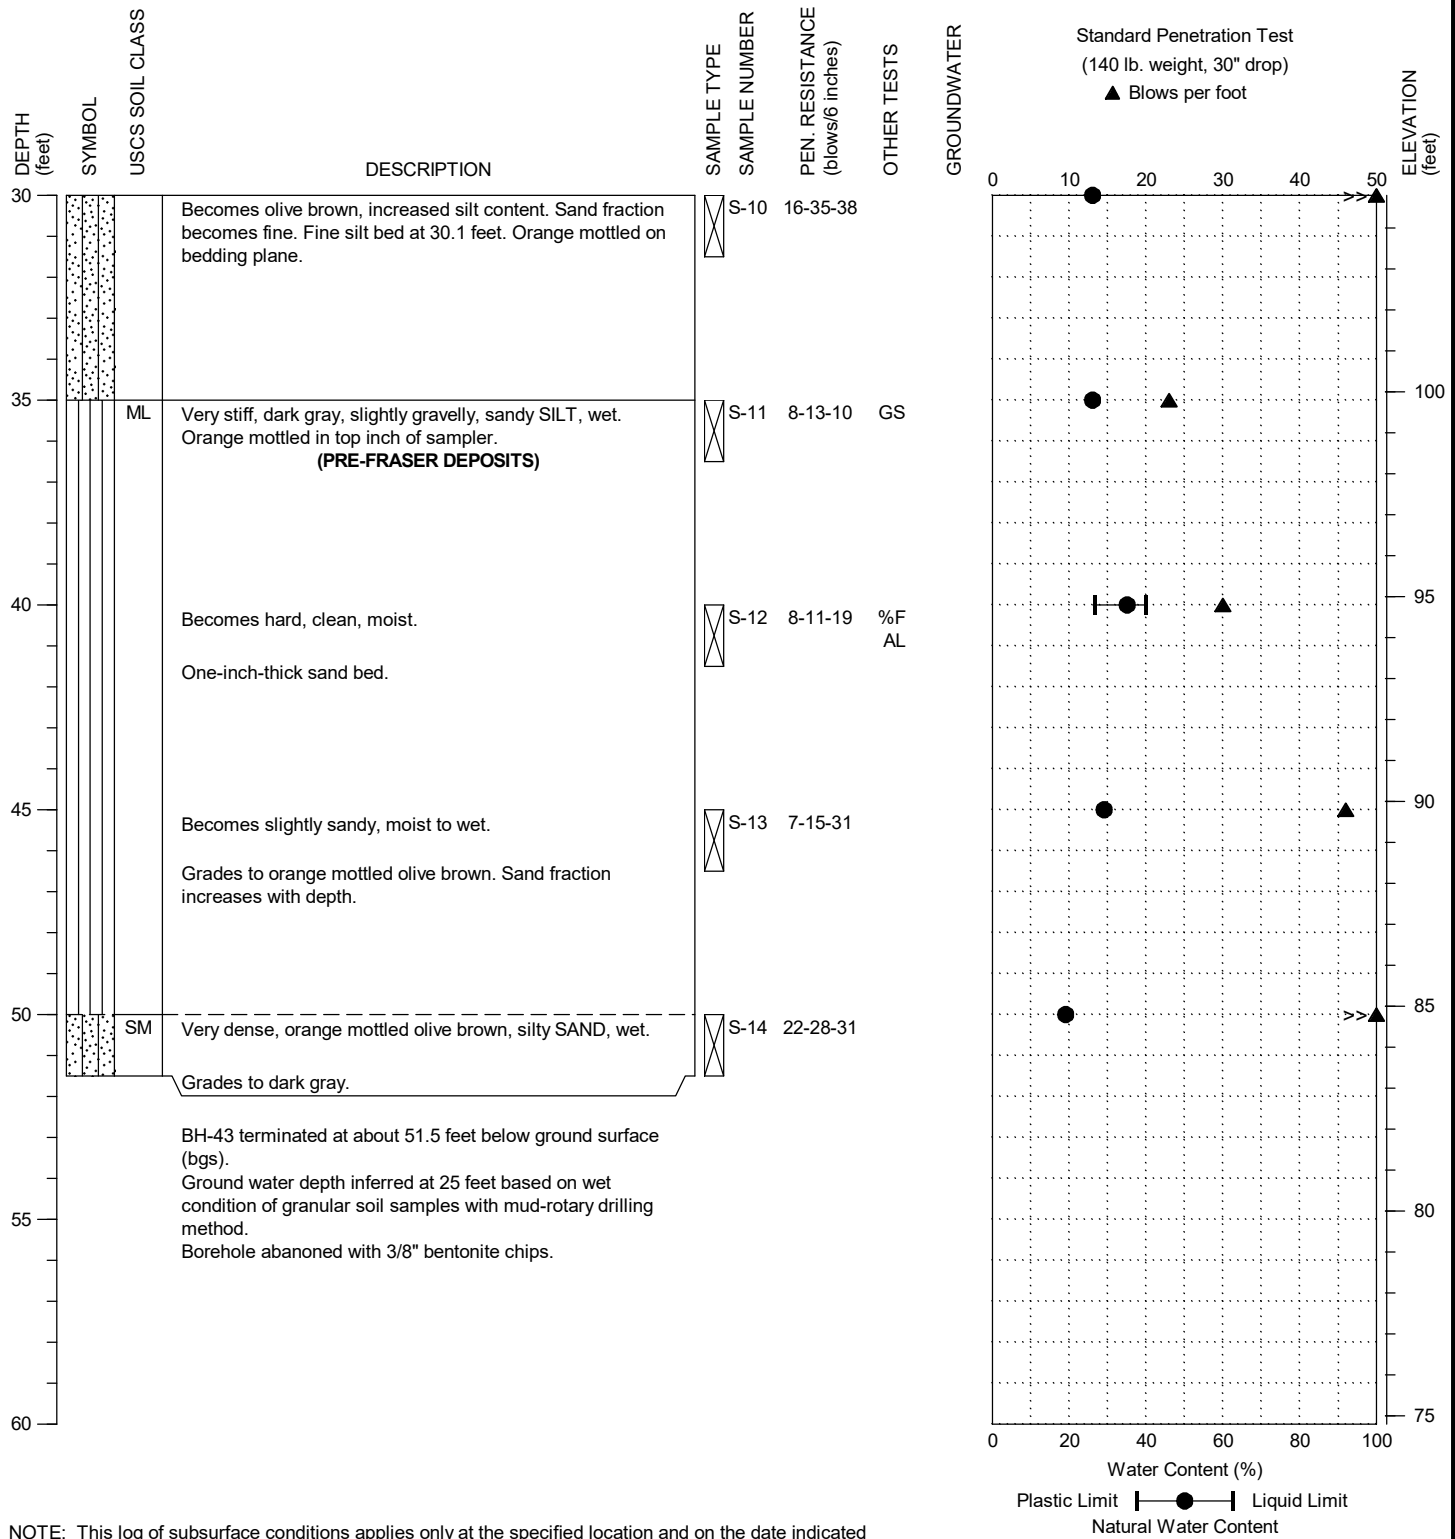 DEPTH
(feet)
SYMBOL
USCS SOIL CLASS
DESCRIPTION
SAMPLE TYPE
SAMPLE NUMBER
PEN. RESISTANCE
(blows/6 inches)
OTHER TESTS
GROUNDWATER
Standard Penetration Test
(140 lb. weight, 30" drop)
▲ Blows per foot
ELEVATION
(feet)
0 10 20 30 40 50
30
Becomes olive brown, increased silt content. Sand fraction
becomes fine. Fine silt bed at 30.1 feet. Orange mottled on
bedding plane.
S-10 16-35-38
>>
35
ML
Very stiff, dark gray, slightly gravelly, sandy SILT, wet.
Orange mottled in top inch of sampler.
(PRE-FRASER DEPOSITS)
S-11 8-13-10 GS
100
40
Becomes hard, clean, moist.
One-inch-thick sand bed.
S-12 8-11-19 %F
AL
95
45
Becomes slightly sandy, moist to wet.
Grades to orange mottled olive brown. Sand fraction
increases with depth.
S-13 7-15-31
90
50
SM
Very dense, orange mottled olive brown, silty SAND, wet.
Grades to dark gray.
S-14 22-28-31
>>
85
BH-43 terminated at about 51.5 feet below ground surface
(bgs).
Ground water depth inferred at 25 feet based on wet
condition of granular soil samples with mud-rotary drilling
method.
Borehole abanoned with 3/8" bentonite chips.
55
80
60
75
0 20 40 60 80 100
Water Content (%)
Plastic Limit Liquid Limit
Natural Water Content
NOTE: This log of subsurface conditions applies only at the specified location and on the date indicated